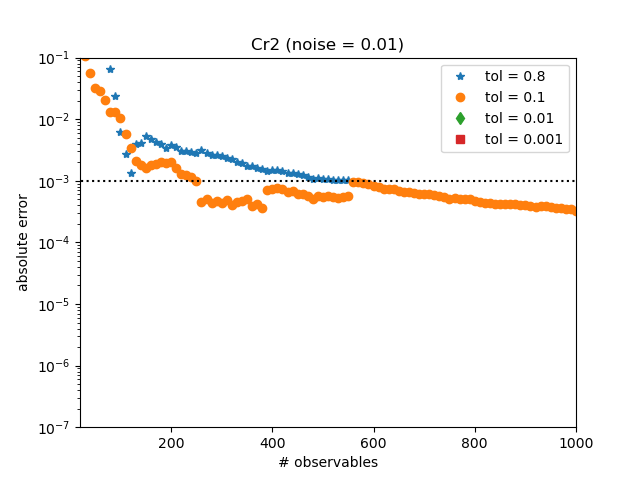 Cr2 (noise = 0.01)
tol = 0.8
tol = 0.1
tol = 0.01
tol = 0.001
absolute error
10⁻¹
10⁻²
10⁻³
10⁻⁴
10⁻⁵
10⁻⁶
10⁻⁷
200 400 600 800 1000
# observables